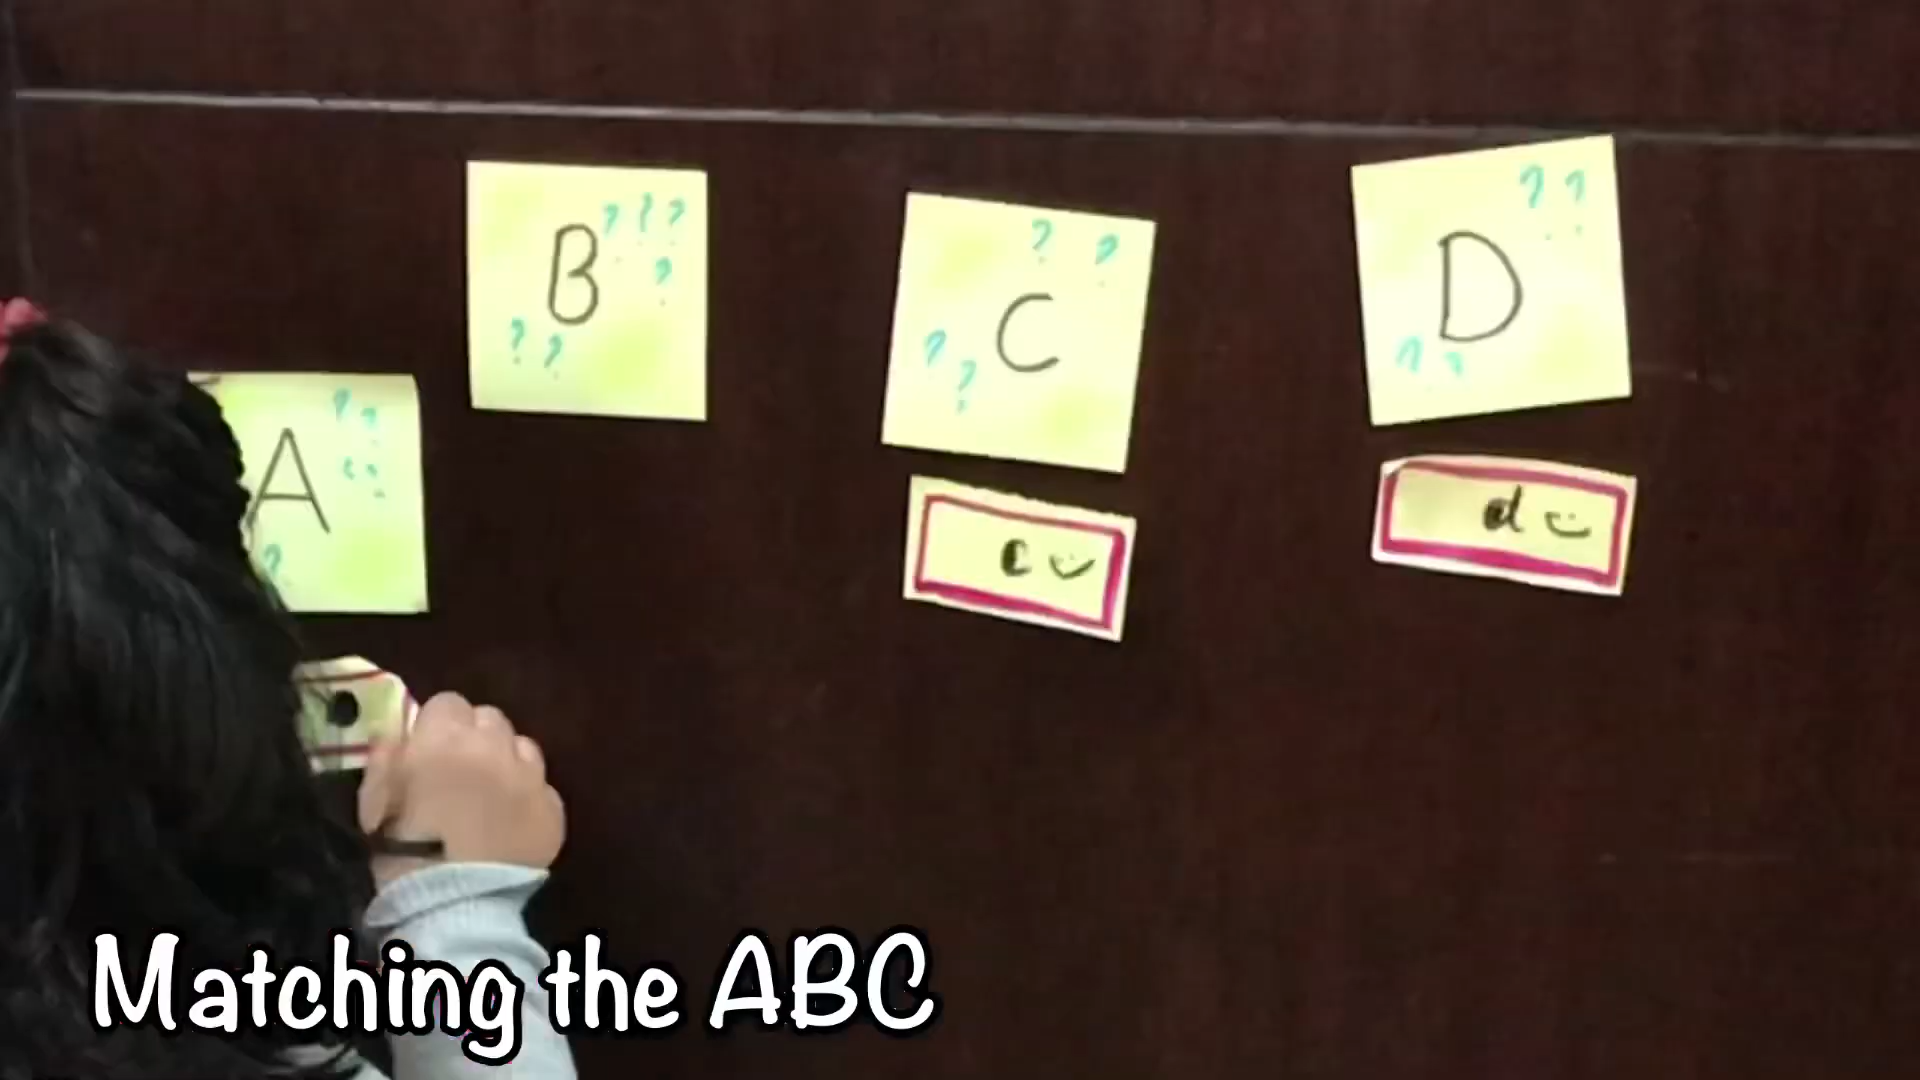 B ??? ? ??
C ?? ??
D ?? ??
A ?? ?
c
d
Matching the ABC